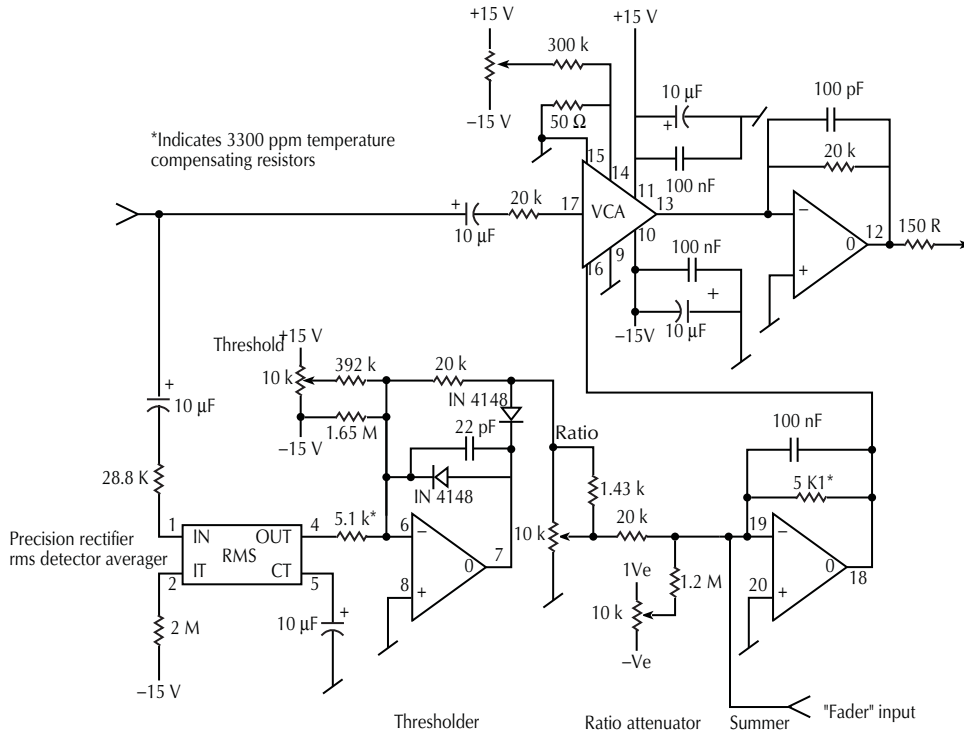 +15 V
+15 V
300 k
10 µF
100 pF
−15 V
50 Ω
+
20 k
*Indicates 3300 ppm temperature
compensating resistors
15
14
100 nF
11
+
20 k
17
VCA
13
−
12
150 R
10 µF
10
0
16
9
100 nF
+
+
−15V
10 µF
+15 V
Threshold
10 k
392 k
20 k
IN 4148
+
10 µF
−15 V
1.65 M
22 pF
Ratio
100 nF
28.8 K
IN 4148
1.43 k
5 K1*
Precision rectifier
rms detector averager
1
IN
OUT
4
5.1 k*
6
−
7
10 k
20 k
19
−
RMS
0
0
18
2
IT
CT
5
8
+
1Ve
1.2 M
20
+
10 µF
+
10 k
2 M
−15 V
−Ve
"Fader" input
Thresholder
Ratio attenuator
Summer